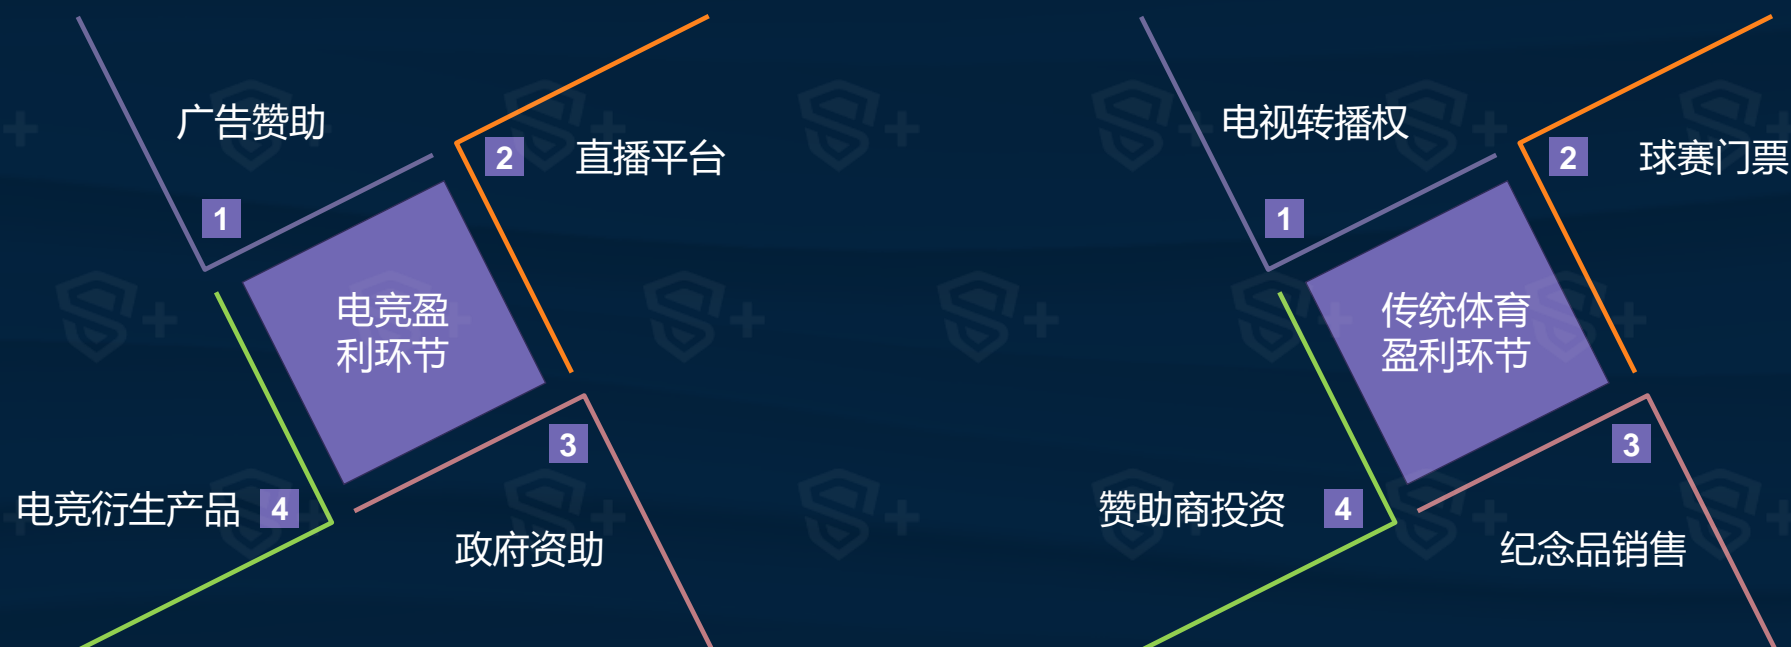 广告赞助
1
2
直播平台
电竞盈
利环节
3
政府资助
电竞衍生产品
4
电视转播权
1
2
球赛门票
传统体育
盈利环节
3
纪念品销售
赞助商投资
4